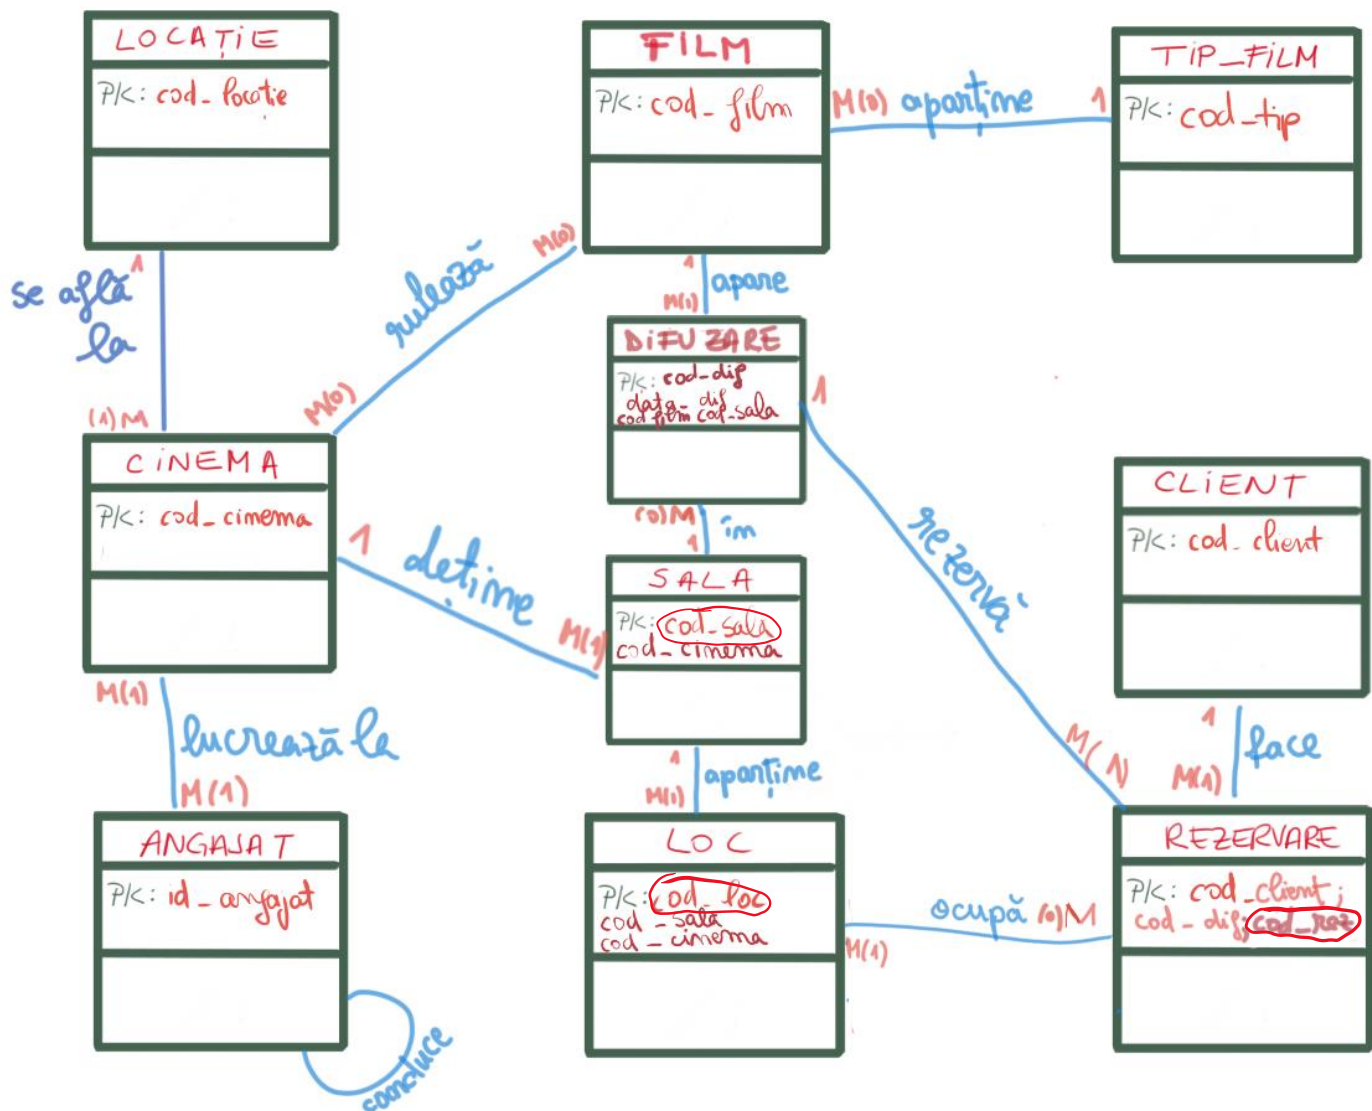 LOCAȚIE
PK: cod_locatie
FILM
PK: cod_film
M(0) aparține 1
TIP_FILM
PK: cod_tip
1
se află
la
(1)M
M(0)
rulează
M(0)
1
apare
M(1)
DIFUZARE
PK: cod_dif
data_dif
cod_film cod_sala
1
rezervă
M(1)
CINEMA
PK: cod_cinema
1
deține
M(1)
(0)M
în
1
SALA
PK: cod_sala
cod_cinema
CLIENT
PK: cod_client
1
face
M(1)
M(1)
lucrează la
M(1)
1
aparține
M(1)
ANGAJAT
PK: id_angajat
conduce
LOC
PK: cod_loc
cod_sala
cod_cinema
M(1)
ocupă (0)M
REZERVARE
PK: cod_client;
cod_dif; cod_rez